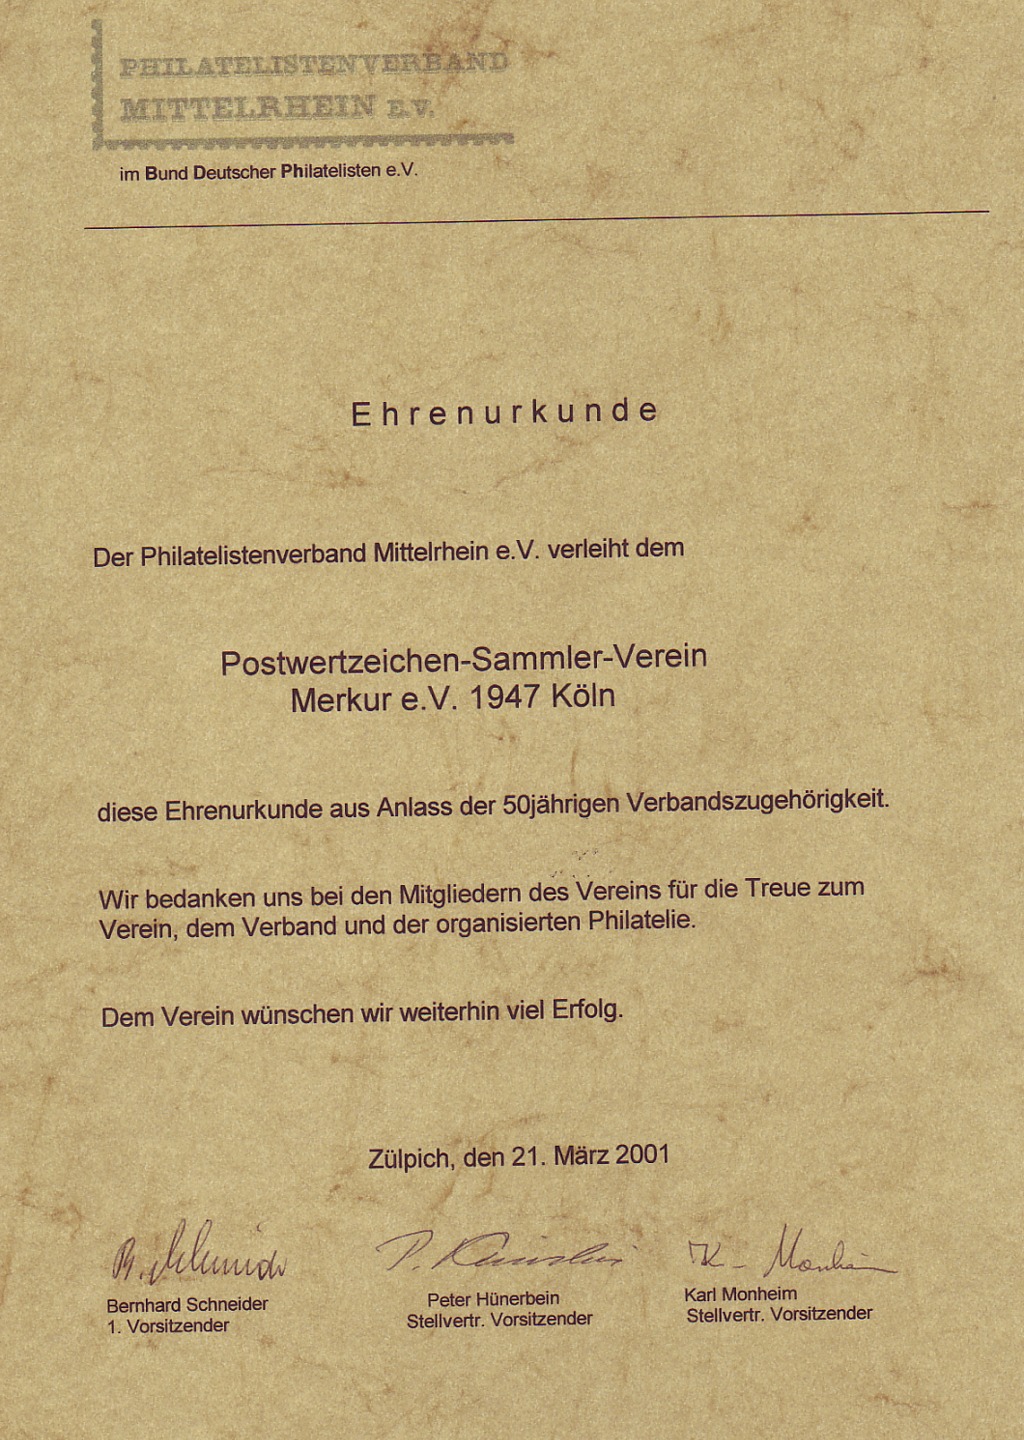 PHILATELISTENVERBAND
MITTELRHEIN E.V.
im Bund Deutscher Philatelisten e.V.
Ehrenurkunde
Der Philatelistenverband Mittelrhein e.V. verleiht dem
Postwertzeichen-Sammler-Verein
Merkur e.V. 1947 Köln
diese Ehrenurkunde aus Anlass der 50jährigen Verbandszugehörigkeit.
Wir bedanken uns bei den Mitgliedern des Vereins für die Treue zum
Verein, dem Verband und der organisierten Philatelie.
Dem Verein wünschen wir weiterhin viel Erfolg.
Zülpich, den 21. März 2001
Bernhard Schneider
1. Vorsitzender
Peter Hünerbein
Stellvertr. Vorsitzender
Karl Monheim
Stellvertr. Vorsitzender